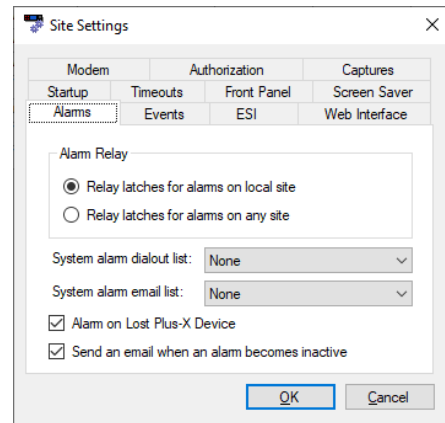 Site Settings
Modem Authorization Captures
Startup Timeouts Front Panel Screen Saver
Alarms Events ESI Web Interface
Alarm Relay
Relay latches for alarms on local site
Relay latches for alarms on any site
System alarm dialout list: None
System alarm email list: None
Alarm on Lost Plus-X Device
Send an email when an alarm becomes inactive
OK Cancel